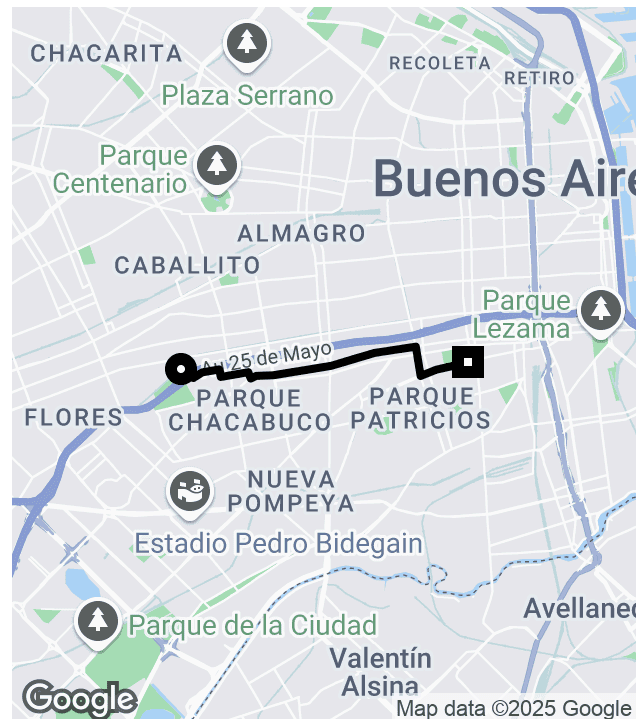 CHACARITA
RECOLETA
RETIRO
Plaza Serrano
Parque
Centenario
Buenos Aire
ALMAGRO
CABALLITO
Parque
Lezama
Au 25 de Mayo
PARQUE
CHACABUCO
PARQUE
PATRICIOS
FLORES
NUEVA
POMPEYA
Estadio Pedro Bidegain
Avellaned
Parque de la Ciudad
Valentín
Alsina
Google
Map data ©2025 Google